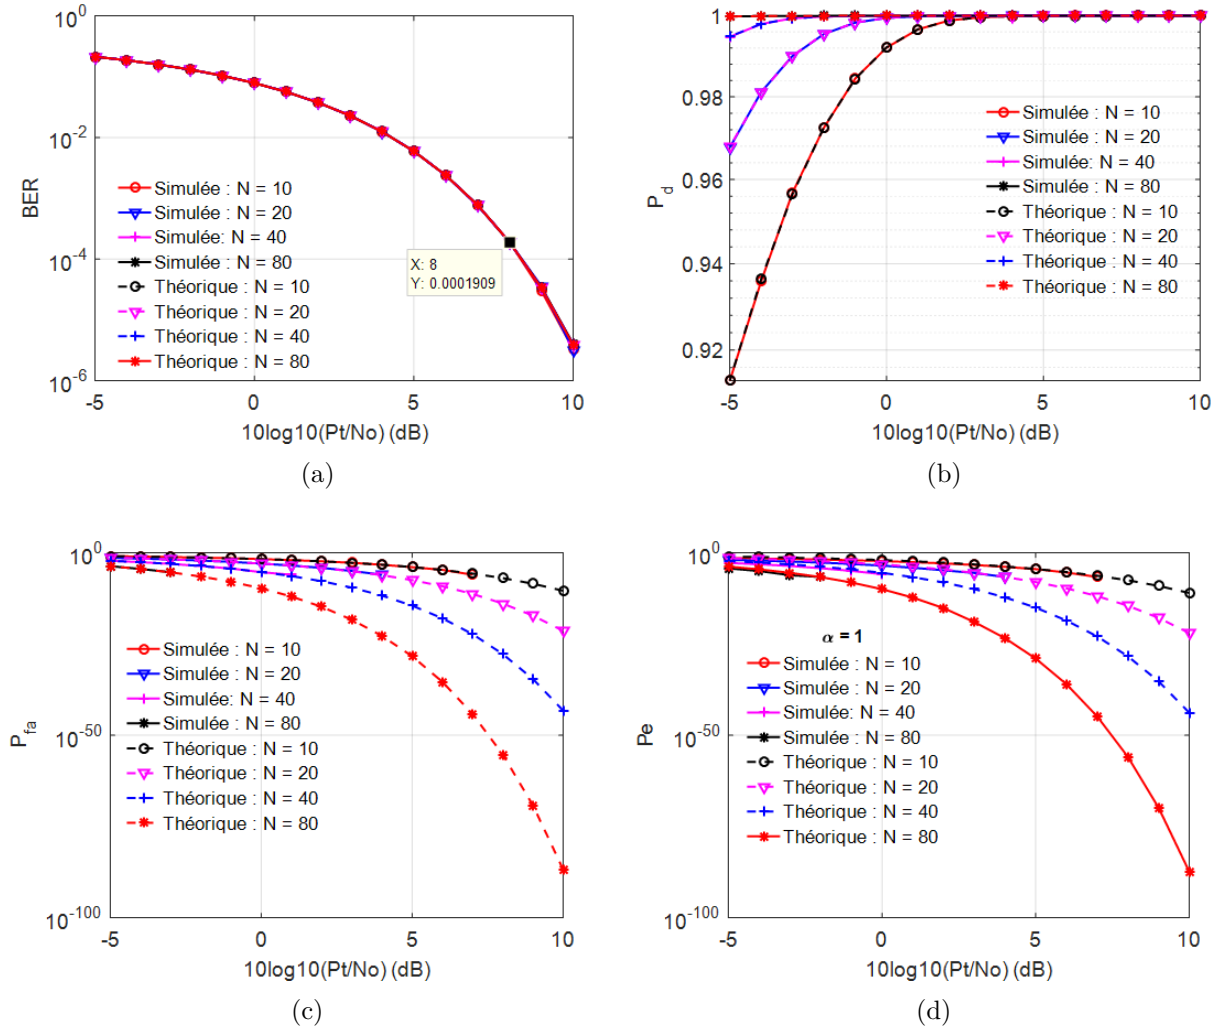 10^0
10^-2
10^-4
10^-6
BER
Simulée : N = 10
Simulée : N = 20
Simulée: N = 40
Simulée : N = 80
Théorique : N = 10
Théorique : N = 20
Théorique : N = 40
Théorique : N = 80
X: 8
Y: 0.0001909
-5 0 5 10
10log10(Pt/No) (dB)
(a)
1
0.98
0.96
0.94
0.92
P_d
Simulée : N = 10
Simulée : N = 20
Simulée: N = 40
Simulée : N = 80
Théorique : N = 10
Théorique : N = 20
Théorique : N = 40
Théorique : N = 80
-5 0 5 10
10log10(Pt/No) (dB)
(b)
10^0
10^-50
10^-100
P_fa
Simulée : N = 10
Simulée : N = 20
Simulée: N = 40
Simulée : N = 80
Théorique : N = 10
Théorique : N = 20
Théorique : N = 40
Théorique : N = 80
-5 0 5 10
10log10(Pt/No) (dB)
(c)
10^0
10^-50
10^-100
Pe
α = 1
Simulée : N = 10
Simulée : N = 20
Simulée: N = 40
Simulée : N = 80
Théorique : N = 10
Théorique : N = 20
Théorique : N = 40
Théorique : N = 80
-5 0 5 10
10log10(Pt/No) (dB)
(d)